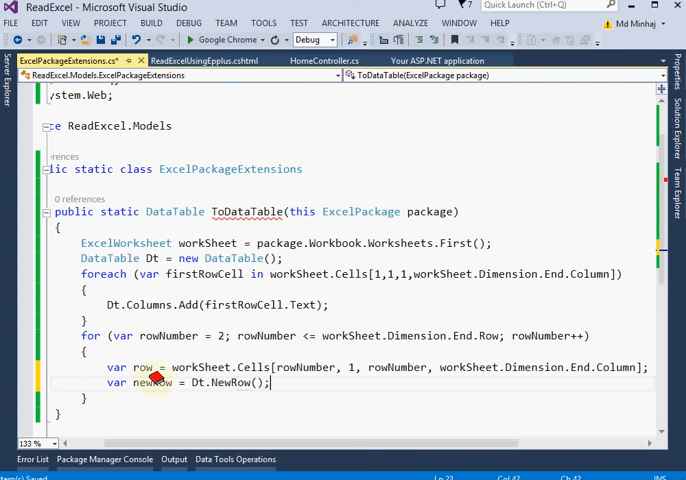 ReadExcel - Microsoft Visual Studio
7
Quick Launch (Ctrl+Q)
FILE EDIT VIEW PROJECT BUILD DEBUG TEAM TOOLS TEST ARCHITECTURE ANALYZE WINDOW HELP Md Minhaj
Google Chrome Debug
ExcelPackageExtensions.cs* ReadExcelUsingEpplus.cshtml HomeController.cs Your ASP.NET application
ReadExcel.Models.ExcelPackageExtensions ToDataTable(ExcelPackage package)
ystem.Web;
ce ReadExcel.Models
erences
lic static class ExcelPackageExtensions
0 references
public static DataTable ToDataTable(this ExcelPackage package)
{
ExcelWorksheet workSheet = package.Workbook.Worksheets.First();
DataTable Dt = new DataTable();
foreach (var firstRowCell in workSheet.Cells[1,1,1,workSheet.Dimension.End.Column])
{
Dt.Columns.Add(firstRowCell.Text);
}
for (var rowNumber = 2; rowNumber <= workSheet.Dimension.End.Row; rowNumber++)
{
var row = workSheet.Cells[rowNumber, 1, rowNumber, workSheet.Dimension.End.Column];
var newRow = Dt.NewRow();
}
}
133 %
Error List Package Manager Console Output Data Tools Operations
tem(s) Saved Ln 23 Col 42 Ch 42 INS
Server Explorer
Properties
Solution Explorer
Team Explorer